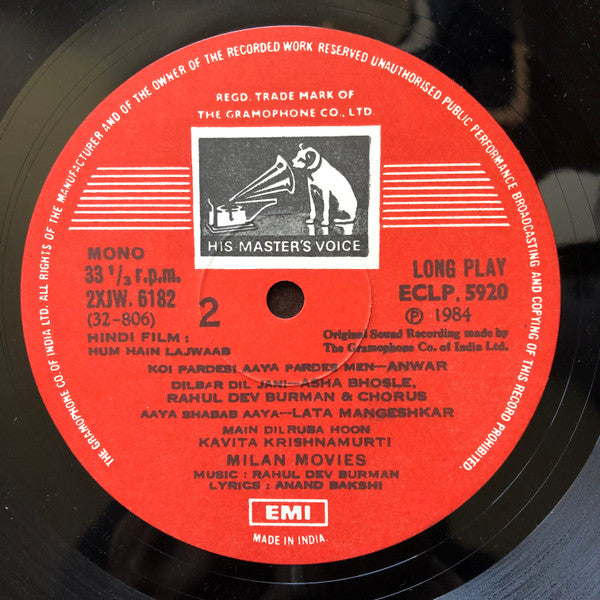 THE GRAMOPHONE CO OF INDIA LTD. ALL RIGHTS OF THE MANUFACTURER AND OF THE OWNER OF THE RECORDED WORK RESERVED UNAUTHORISED PUBLIC PERFORMANCE BROADCASTING AND COPYING OF THIS RECORD PROHIBITED.
REGD. TRADE MARK OF
THE GRAMOPHONE CO., LTD.
HIS MASTER'S VOICE
MONO
33 1/3 r.p.m.
2XJW. 6182
(32-806)
2
LONG PLAY
ECLP. 5920
Ⓟ 1984
HINDI FILM :
HUM HAIN LAJWAAB
Original Sound Recording made by
The Gramophone Co. of India Ltd.
KOI PARDESI AAYA PARDES MEN—ANWAR
DILBAR DIL JANI—ASHA BHOSLE,
RAHUL DEV BURMAN & CHORUS
AAYA SHABAB AAYA—LATA MANGESHKAR
MAIN DILRUBA HOON
KAVITA KRISHNAMURTI
MILAN MOVIES
MUSIC : RAHUL DEV BURMAN
LYRICS : ANAND BAKSHI
EMI
MADE IN INDIA